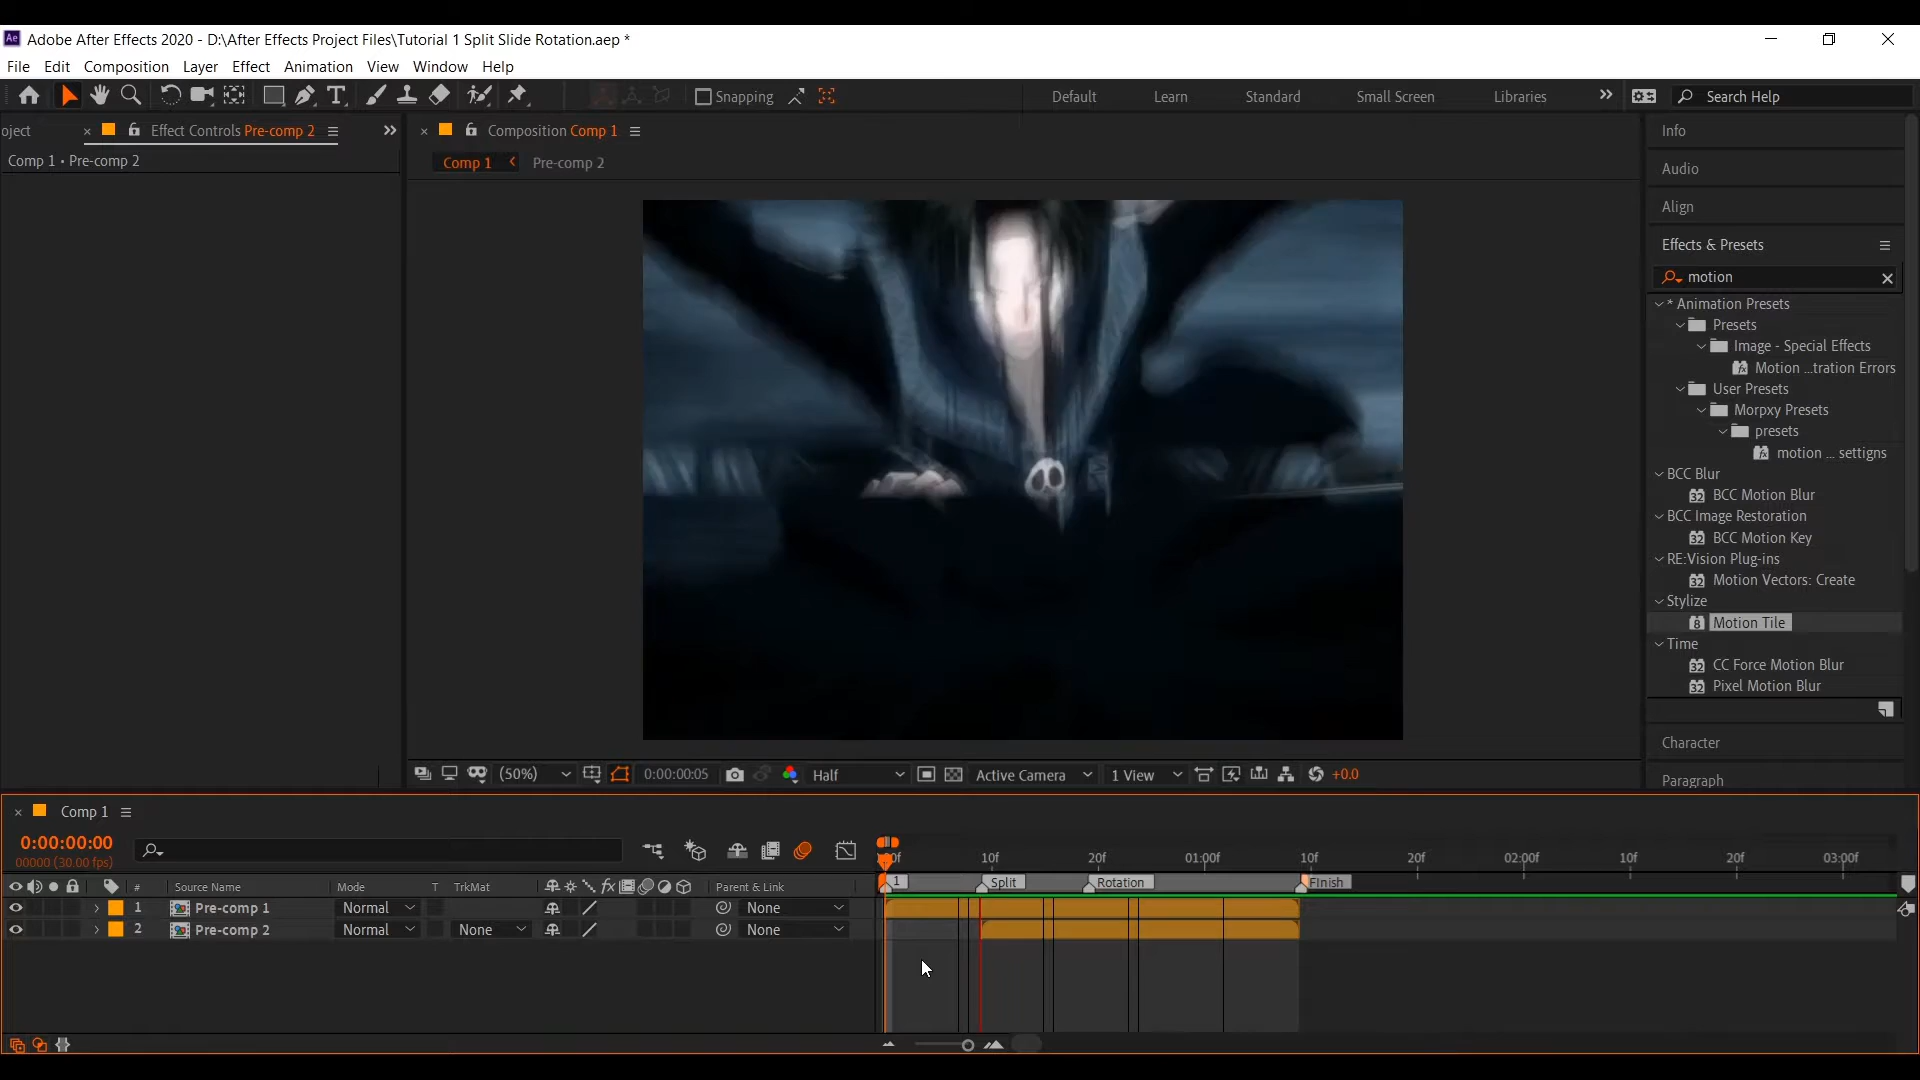 Ae Adobe After Effects 2020 - D:\After Effects Project Files\Tutorial 1 Split Slide Rotation.aep *
File Edit Composition Layer Effect Animation View Window Help
Snapping Default Learn Standard Small Screen Libraries Search Help
oject Effect Controls Pre-comp 2 Composition Comp 1 Info
Comp 1 • Pre-comp 2
Comp 1 Pre-comp 2
Audio
Align
Effects & Presets
motion
* Animation Presets
Presets
Image - Special Effects
Motion ...tration Errors
User Presets
Morpxy Presets
presets
motion ... settigns
BCC Blur
BCC Motion Blur
BCC Image Restoration
BCC Motion Key
RE:Vision Plug-ins
Motion Vectors: Create
Stylize
Motion Tile
Time
CC Force Motion Blur
Pixel Motion Blur
Character
Paragraph
(50%) 0:00:00:05 Half Active Camera 1 View +0.0
Comp 1
0:00:00:00
00000 (30.00 fps)
10f 20f 01:00f 10f 20f 02:00f 10f 20f 03:00f
# Source Name Mode T TrkMat Parent & Link 1 Split Rotation FInish
1 Pre-comp 1 Normal None
2 Pre-comp 2 Normal None None